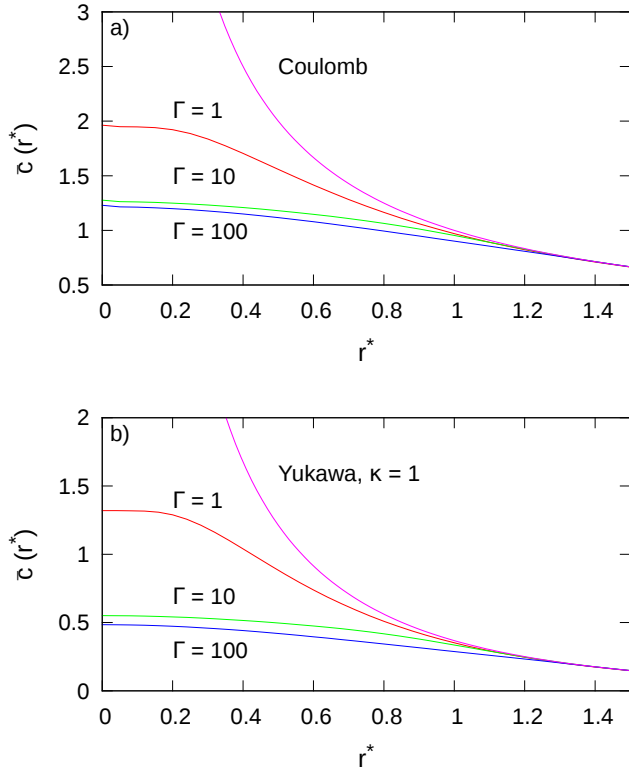 a)
3
2.5
2
1.5
1
0.5
c̄ (r*)
Coulomb
Γ = 1
Γ = 10
Γ = 100
0 0.2 0.4 0.6 0.8 1 1.2 1.4
r*
b)
2
1.5
1
0.5
0
c̄ (r*)
Yukawa, κ = 1
Γ = 1
Γ = 10
Γ = 100
0 0.2 0.4 0.6 0.8 1 1.2 1.4
r*